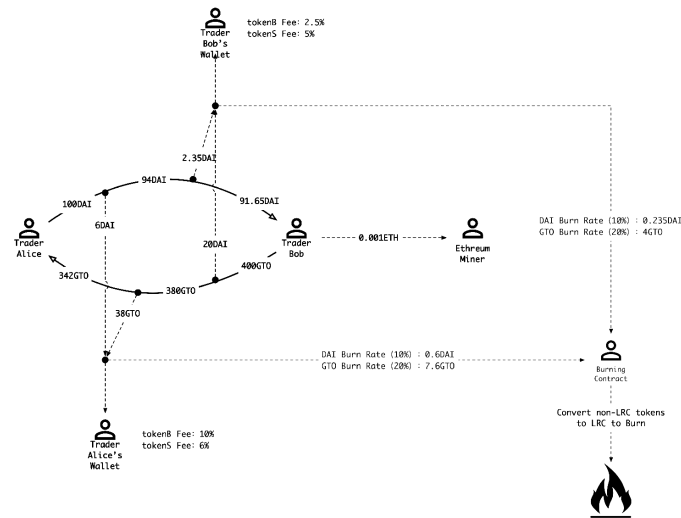 Trader
Bob's
Wallet
tokenB Fee: 2.5%
tokenS Fee: 5%
2.35DAI
94DAI
100DAI
91.65DAI
6DAI
20DAI
Trader
Alice
Trader
Bob
0.001ETH
Ethreum
Miner
DAI Burn Rate (10%) : 0.235DAI
GTO Burn Rate (20%) : 4GTO
342GTO
380GTO
400GTO
38GTO
DAI Burn Rate (10%) : 0.6DAI
GTO Burn Rate (20%) : 7.6GTO
Burning
Contract
Convert non-LRC tokens
to LRC to Burn
Trader
Alice's
Wallet
tokenB Fee: 10%
tokenS Fee: 6%